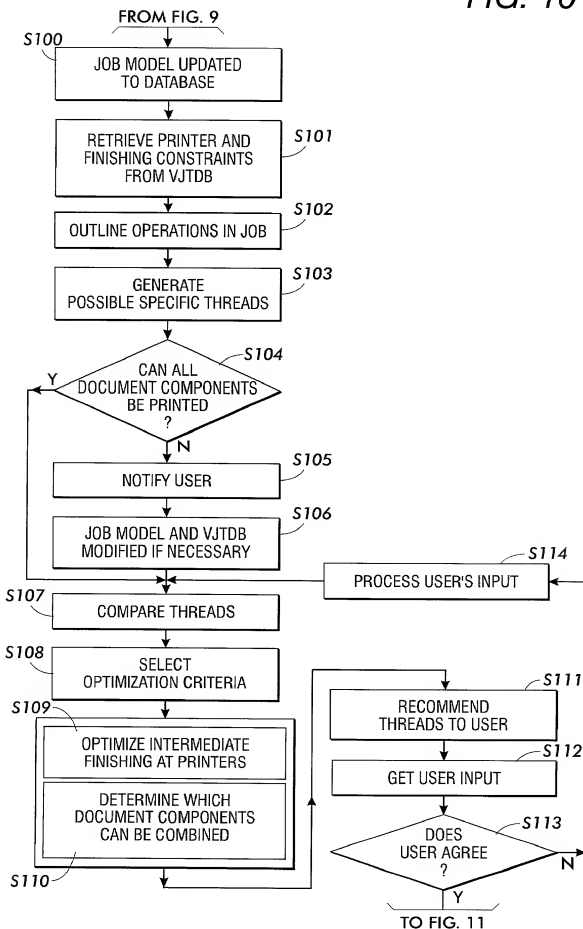 FIG. 10
FROM FIG. 9
S100
JOB MODEL UPDATED
TO DATABASE
S101
RETRIEVE PRINTER AND
FINISHING CONSTRAINTS
FROM VJTDB
S102
OUTLINE OPERATIONS IN JOB
S103
GENERATE
POSSIBLE SPECIFIC THREADS
S104
CAN ALL
DOCUMENT COMPONENTS
BE PRINTED
?
Y
N
S105
NOTIFY USER
S106
JOB MODEL AND VJTDB
MODIFIED IF NECESSARY
S114
PROCESS USER'S INPUT
S107
COMPARE THREADS
S108
SELECT
OPTIMIZATION CRITERIA
S109
OPTIMIZE INTERMEDIATE
FINISHING AT PRINTERS
DETERMINE WHICH
DOCUMENT COMPONENTS
CAN BE COMBINED
S110
S111
RECOMMEND
THREADS TO USER
S112
GET USER INPUT
S113
DOES
USER AGREE
?
N
Y
TO FIG. 11